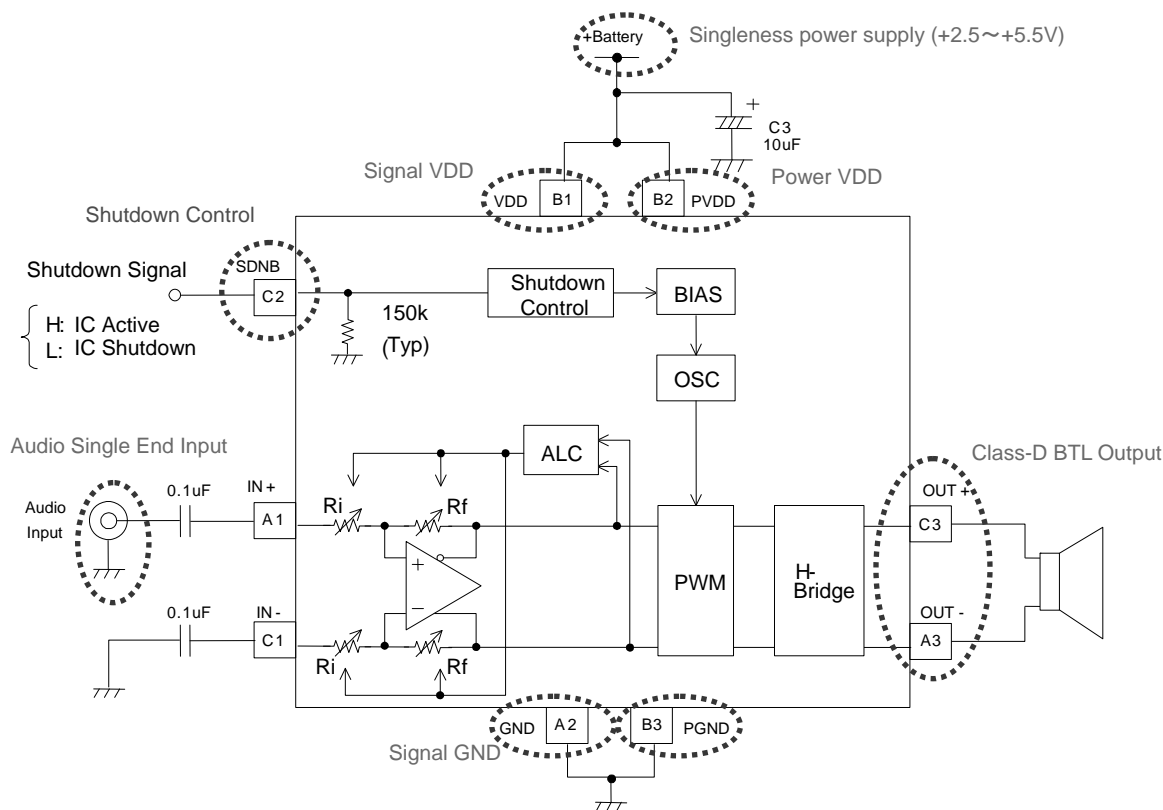 +Battery
Singleness power supply (+2.5～+5.5V)
+
C3
10uF
Signal VDD
Power VDD
VDD
B1
B2
PVDD
Shutdown Control
SDNB
Shutdown Signal
C2
H: IC Active
L: IC Shutdown
150k
(Typ)
Shutdown
Control
BIAS
OSC
ALC
Audio Single End Input
Class-D BTL Output
0.1uF
IN +
Audio
Input
A1
Ri
Rf
OUT +
C3
+
−
PWM
H-
Bridge
0.1uF
IN -
C1
Ri
Rf
OUT -
A3
GND
A2
B3
PGND
Signal GND